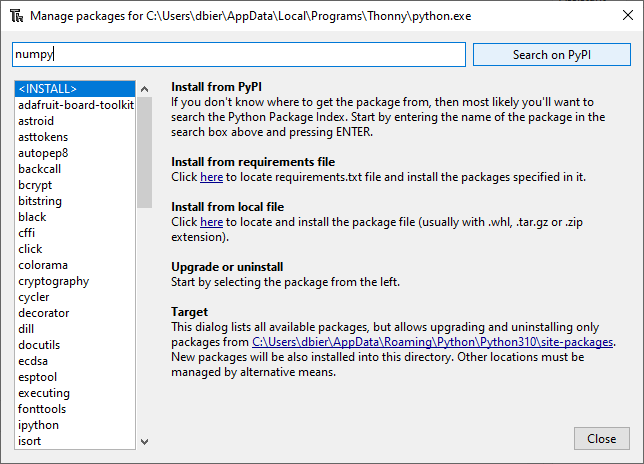 Manage packages for C:\Users\dbier\AppData\Local\Programs\Thonny\python.exe
numpy
Search on PyPI
<INSTALL>
adafruit-board-toolkit
astroid
asttokens
autopep8
backcall
bcrypt
bitstring
black
cffi
click
colorama
cryptography
cycler
decorator
dill
docutils
ecdsa
esptool
executing
fonttools
ipython
isort
Install from PyPI
If you don't know where to get the package from, then most likely you'll want to
search the Python Package Index. Start by entering the name of the package in the
search box above and pressing ENTER.
Install from requirements file
Click here to locate requirements.txt file and install the packages specified in it.
Install from local file
Click here to locate and install the package file (usually with .whl, .tar.gz or .zip
extension).
Upgrade or uninstall
Start by selecting the package from the left.
Target
This dialog lists all available packages, but allows upgrading and uninstalling only
packages from C:\Users\dbier\AppData\Roaming\Python\Python310\site-packages.
New packages will be also installed into this directory. Other locations must be
managed by alternative means.
Close